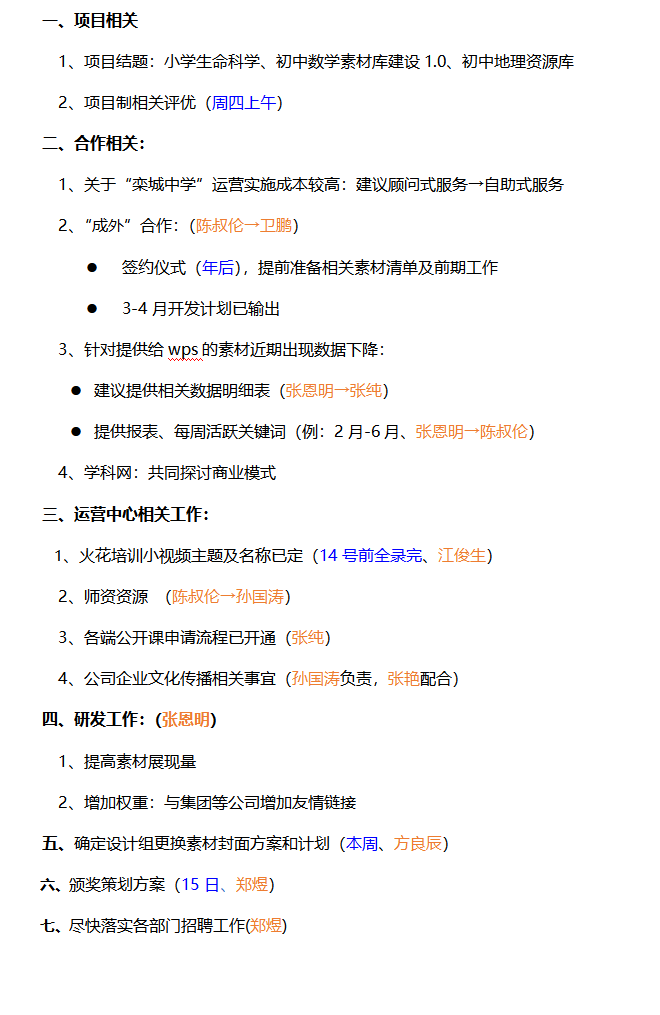 一、项目相关
1、项目结题：小学生命科学、初中数学素材库建设 1.0、初中地理资源库
2、项目制相关评优（周四上午）
二、合作相关：
1、关于“栾城中学”运营实施成本较高：建议顾问式服务→自助式服务
2、“成外”合作：（陈叔伦→卫鹏）
● 签约仪式（年后），提前准备相关素材清单及前期工作
● 3-4 月开发计划已输出
3、针对提供给 wps 的素材近期出现数据下降：
● 建议提供相关数据明细表（张恩明→张纯）
● 提供报表、每周活跃关键词（例：2 月-6 月、张恩明→陈叔伦）
4、学科网：共同探讨商业模式
三、运营中心相关工作：
1、火花培训小视频主题及名称已定（14 号前全录完、江俊生）
2、师资资源 （陈叔伦→孙国涛）
3、各端公开课申请流程已开通（张纯）
4、公司企业文化传播相关事宜（孙国涛负责，张艳配合）
四、研发工作：(张恩明)
1、提高素材展现量
2、增加权重：与集团等公司增加友情链接
五、确定设计组更换素材封面方案和计划（本周、方良辰）
六、颁奖策划方案（15 日、郑煜）
七、尽快落实各部门招聘工作(郑煜)